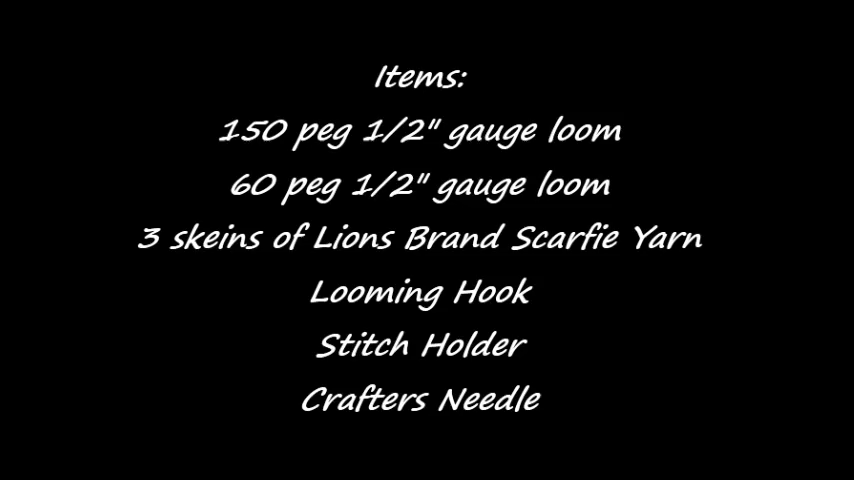 Items:
150 peg 1/2" gauge loom
60 peg 1/2" gauge loom
3 skeins of Lions Brand Scarfie Yarn
Looming Hook
Stitch Holder
Crafters Needle